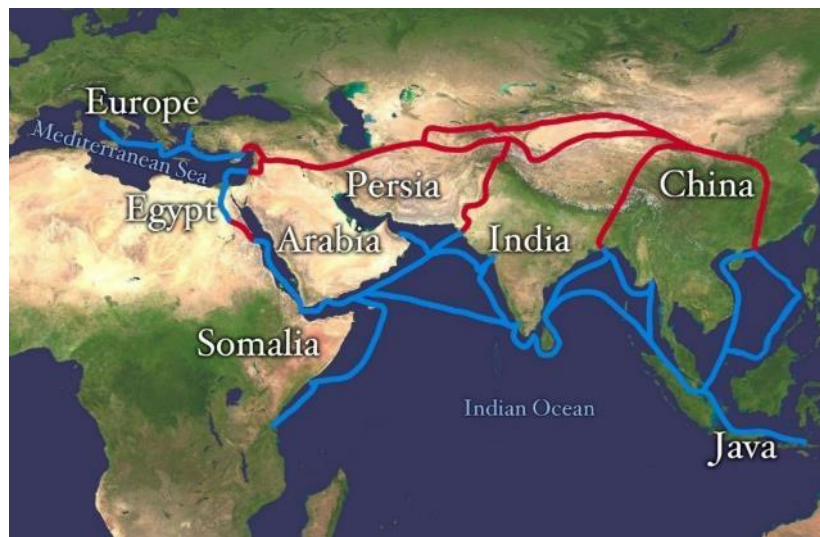 Europe
Mediterranean Sea
Egypt
Arabia
Persia
India
China
Somalia
Indian Ocean
Java